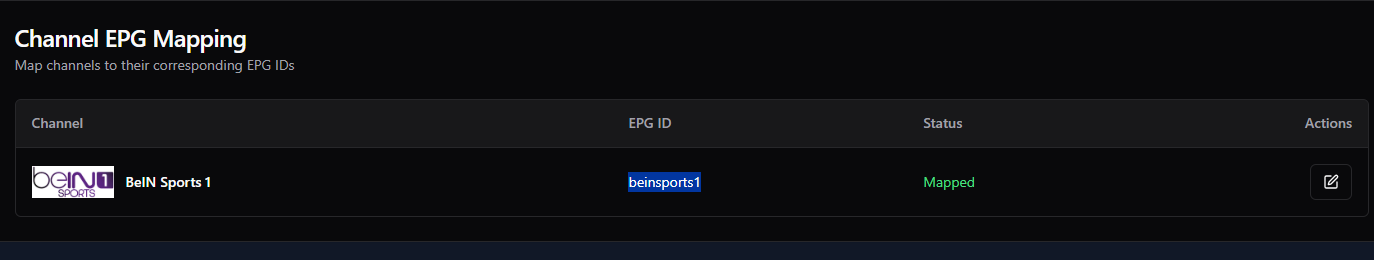 Channel EPG Mapping
Map channels to their corresponding EPG IDs
Channel EPG ID Status Actions
beIN 1 SPORTS BeIN Sports 1 beinsports1 Mapped